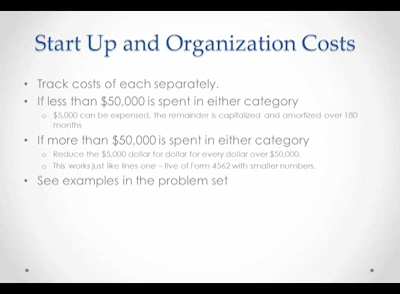 Start Up and Organization Costs
• Track costs of each separately.
• If less than $50,000 is spent in either category
o $5,000 can be expensed, the remainder is capitalized and amortized over 180
months
• If more than $50,000 is spent in either category
o Reduce the $5,000 dollar for dollar for every dollar over $50,000.
o This works just like lines one – five of Form 4562 with smaller numbers.
• See examples in the problem set